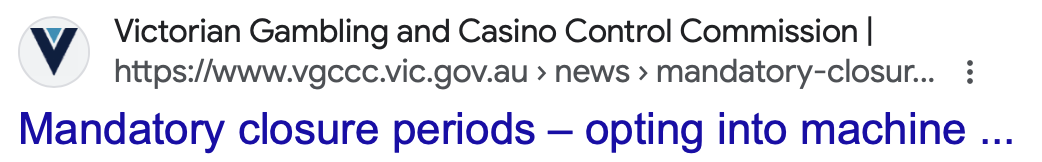 Victorian Gambling and Casino Control Commission |
https://www.vgccc.vic.gov.au › news › mandatory-closur...
Mandatory closure periods – opting into machine ...